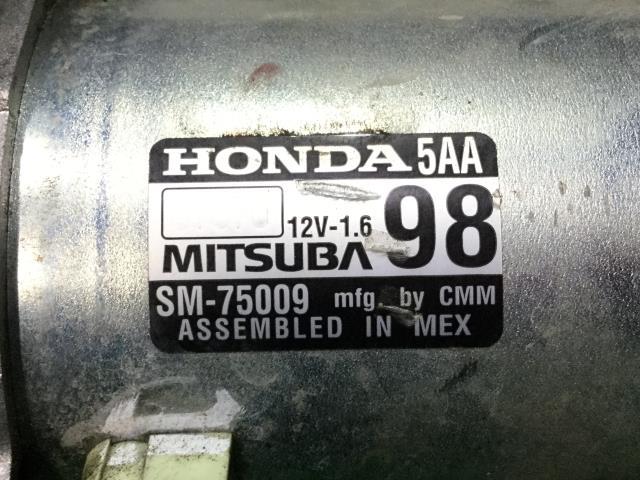 HONDA 5AA
12V-1.6 98
MITSUBA
SM-75009 mfg. by CMM
ASSEMBLED IN MEX